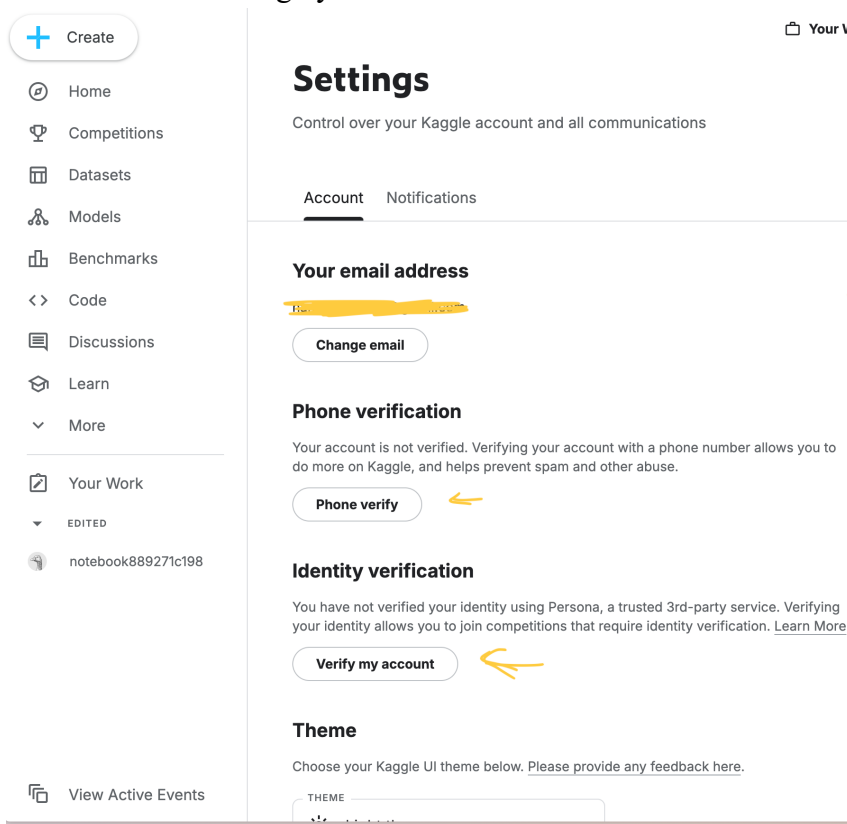 Create
Home
Competitions
Datasets
Models
Benchmarks
Code
Discussions
Learn
More
Your Work
EDITED
notebook889271c198
View Active Events
Your
Settings
Control over your Kaggle account and all communications
Account Notifications
Your email address
Change email
Phone verification
Your account is not verified. Verifying your account with a phone number allows you to
do more on Kaggle, and helps prevent spam and other abuse.
Phone verify
Identity verification
You have not verified your identity using Persona, a trusted 3rd-party service. Verifying
your identity allows you to join competitions that require identity verification. Learn More
Verify my account
Theme
Choose your Kaggle UI theme below. Please provide any feedback here.
THEME